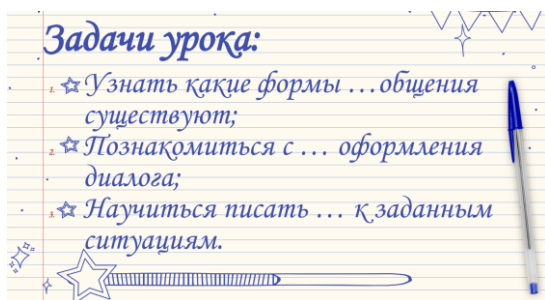 Задачи урока:
1. Узнать какие формы …общения
существуют;
2. Познакомиться с … оформления
диалога;
3. Научиться писать … к заданным
ситуациям.